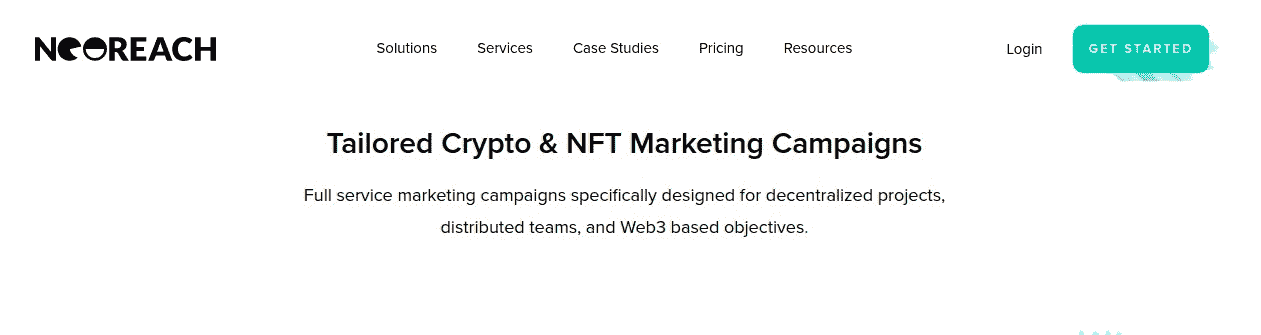 NEOREACH
Solutions Services Case Studies Pricing Resources Login GET STARTED
Tailored Crypto & NFT Marketing Campaigns
Full service marketing campaigns specifically designed for decentralized projects,
distributed teams, and Web3 based objectives.